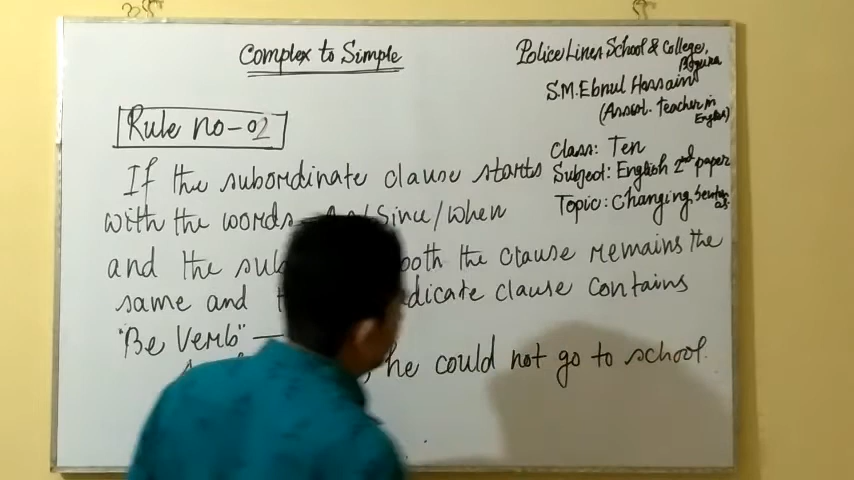 Complex to Simple
Police Lines School & College,
Bogura
S.M. Ebnul Hossain
(Assist. Teacher in
English)
Rule no-02
Class: Ten
Subject: English 2nd paper
Topic: Changing
If the subordinate clause starts
with the words Since/when
and the both the clause remains the
same and clause contains
"Be Verb" —
he could not go to school.